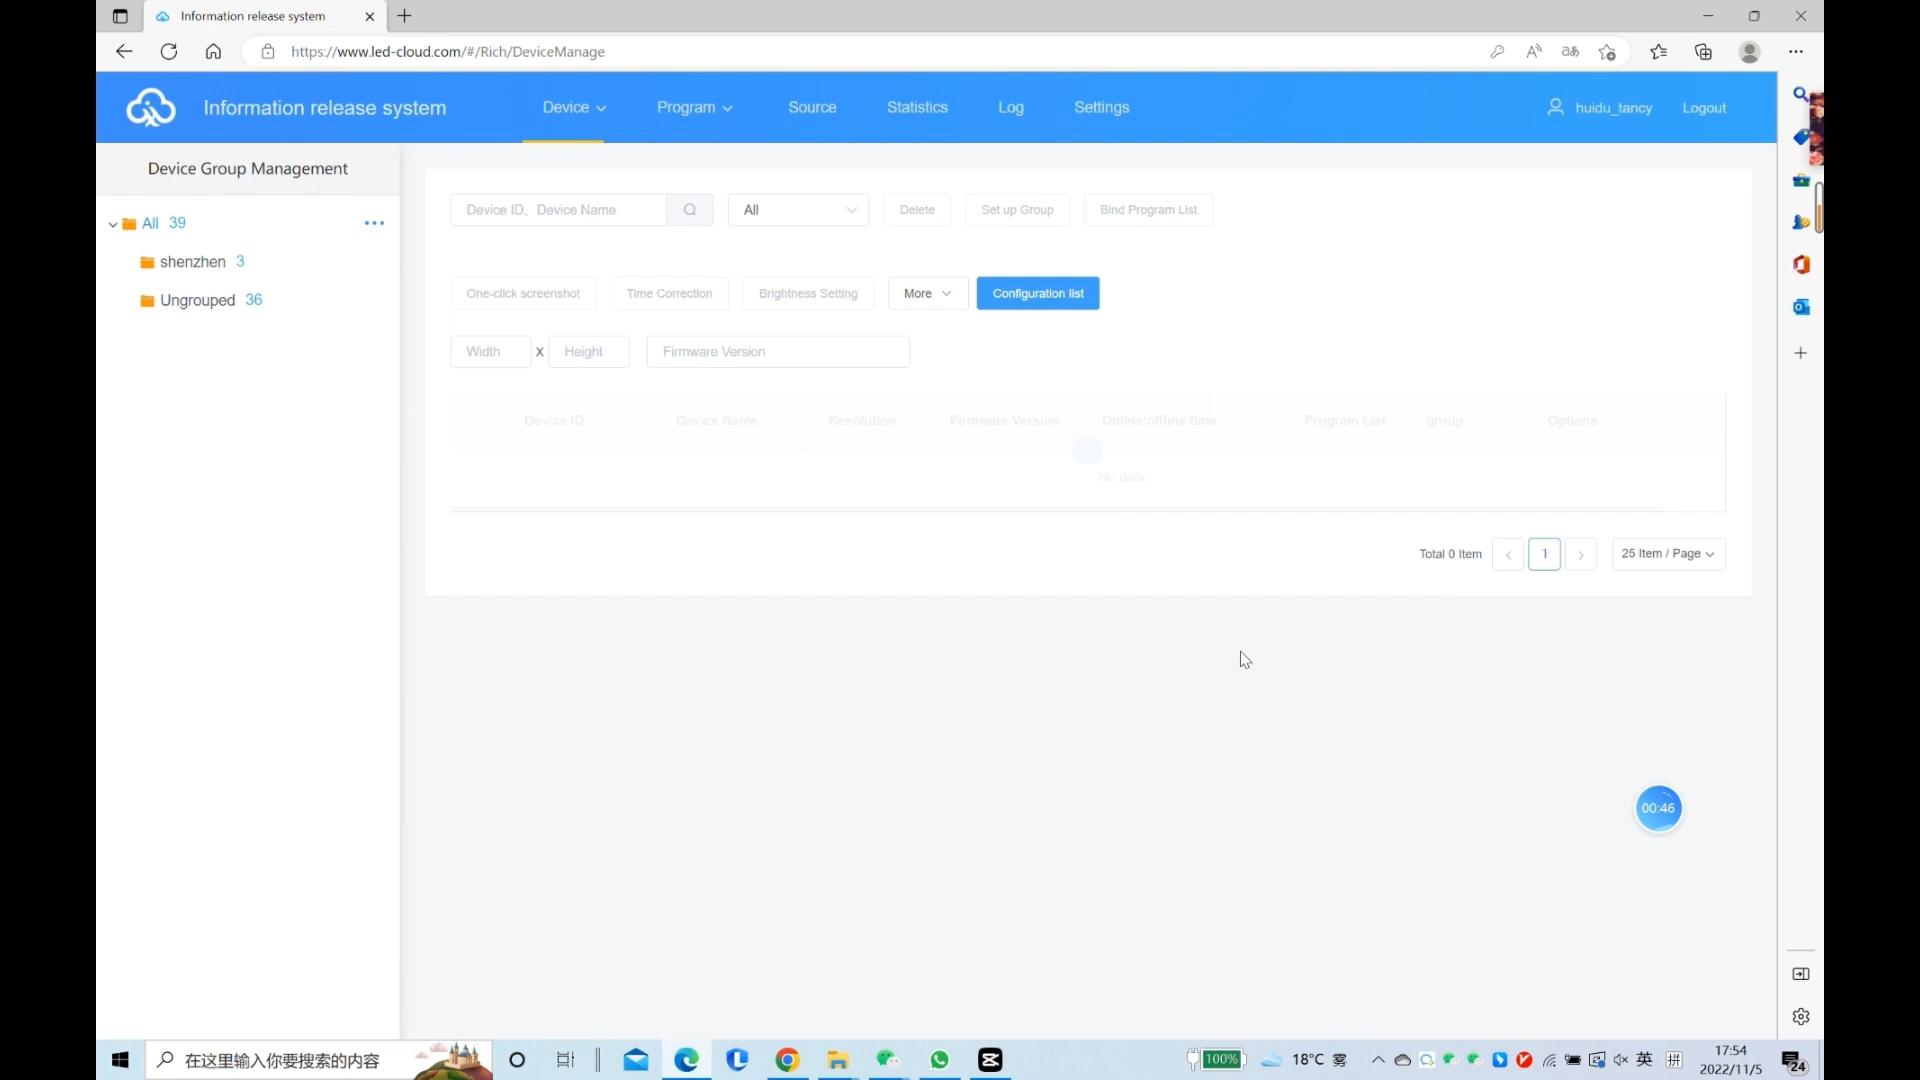 Information release system
https://www.led-cloud.com/#/Rich/DeviceManage
Information release system Device Program Source Statistics Log Settings huidu_tancy Logout
Device Group Management
All 39
shenzhen 3
Ungrouped 36
Device ID、Device Name All Delete Set up Group Bind Program List
One-click screenshot Time Correction Brightness Setting More Configuration list
Width X Height Firmware Version
Device ID Device Name Resolution Firmware Version Online/offline time Program List group Options
No data
Total 0 Item 1 25 Item / Page
00:46
在这里输入你要搜索的内容 100% 18°C 雾 英 拼 17:54
2022/11/5 24